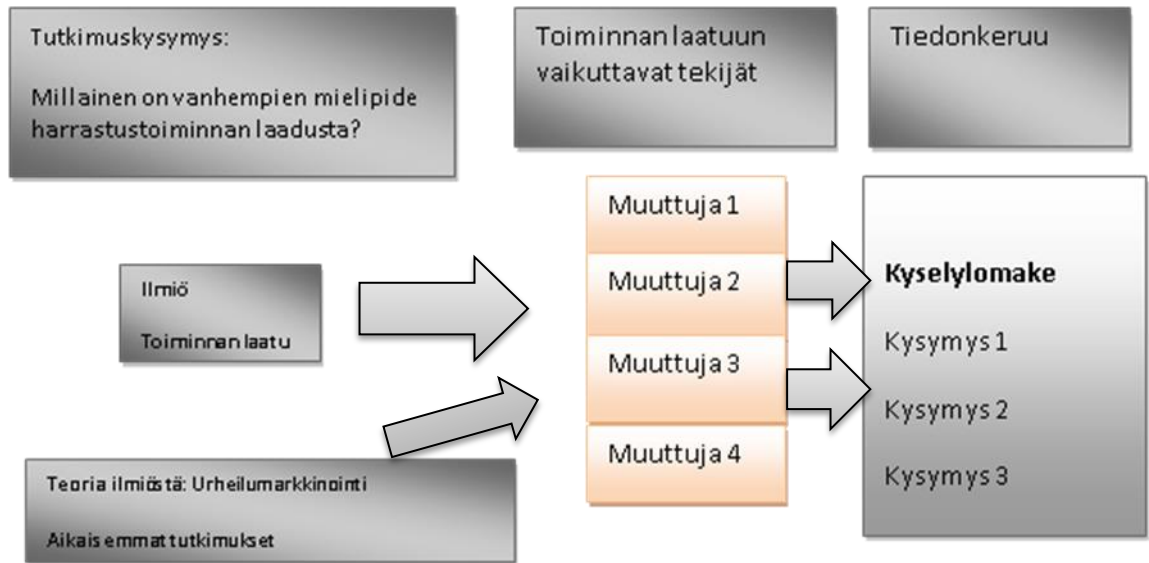 Tutkimuskysymys:
Millainen on vanhempien mielipide
harrastustoiminnan laadusta?
Toiminnan laatuun
vaikuttavat tekijät
Tiedonkeruu
Ilmiö
Toiminnan laatu
Teoria ilmiöstä: Urheilumarkkinointi
Aikaisemmat tutkimukset
Muuttuja 1
Muuttuja 2
Muuttuja 3
Muuttuja 4
Kyselylomake
Kysymys 1
Kysymys 2
Kysymys 3